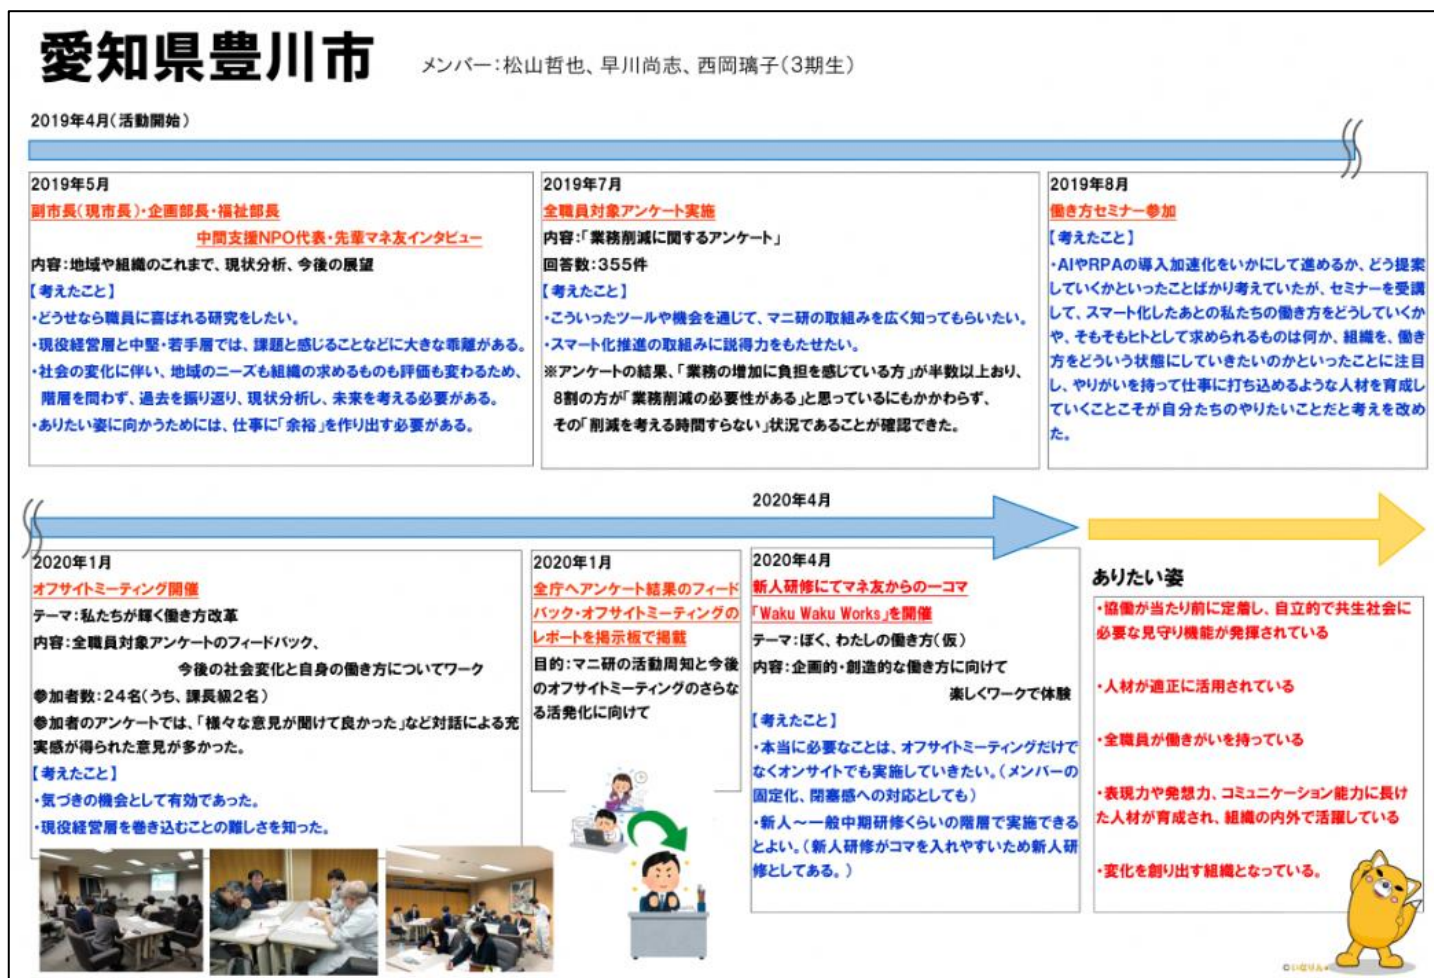 愛知県豊川市
メンバー：松山哲也、早川尚志、西岡璃子（3期生）
2019年4月（活動開始）
2019年5月
副市長（現市長）・企画部長・福祉部長
中間支援NPO代表・先輩マネ友インタビュー
内容：地域や組織のこれまで、現状分析、今後の展望
【考えたこと】
・どうせなら職員に喜ばれる研究をしたい。
・現役経営層と中堅・若手層では、課題と感じることなどに大きな乖離がある。
・社会の変化に伴い、地域のニーズも組織の求めるものも評価も変わるため、
階層を問わず、過去を振り返り、現状分析し、未来を考える必要がある。
・ありたい姿に向かうためには、仕事に「余裕」を作り出す必要がある。
2019年7月
全職員対象アンケート実施
内容：「業務削減に関するアンケート」
回答数：355件
【考えたこと】
・こういったツールや機会を通じて、マニ研の取組みを広く知ってもらいたい。
・スマート化推進の取組みに説得力をもたせたい。
※アンケートの結果、「業務の増加に負担を感じている方」が半数以上おり、
8割の方が「業務削減の必要性がある」と思っているにもかかわらず、
その「削減を考える時間すらない」状況であることが確認できた。
2019年8月
働き方セミナー参加
【考えたこと】
・AIやRPAの導入加速化をいかにして進めるか、どう提案
していくかといったことばかり考えていたが、セミナーを受講
して、スマート化したあとの私たちの働き方をどうしていくか
や、そもそもヒトとして求められるものは何か、組織を、働き
方をどういう状態にしていきたいのかといったことに注目
し、やりがいを持って仕事に打ち込めるような人材を育成し
ていくことこそが自分たちのやりたいことだと考えを改め
た。
2020年4月
2020年1月
オフサイトミーティング開催
テーマ：私たちが輝く働き方改革
内容：全職員対象アンケートのフィードバック、
今後の社会変化と自身の働き方についてワーク
参加者数：24名（うち、課長級2名）
参加者のアンケートでは、「様々な意見が聞けて良かった」など対話による充
実感が得られた意見が多かった。
【考えたこと】
・気づきの機会として有効であった。
・現役経営層を巻き込むことの難しさを知った。
2020年1月
全庁へアンケート結果のフィード
バック・オフサイトミーティングの
レポートを掲示板で掲載
目的：マニ研の活動周知と今後
のオフサイトミーティングのさらな
る活発化に向けて
2020年4月
新人研修にてマネ友からの一コマ
「Waku Waku Works」を開催
テーマ：ぼく、わたしの働き方（仮）
内容：企画的・創造的な働き方に向けて
楽しくワークで体験
【考えたこと】
・本当に必要なことは、オフサイトミーティングだけで
なくオンサイトでも実施していきたい。（メンバーの
固定化、閉塞感への対応としても）
・新人～一般中期研修くらいの階層で実施できる
とよい。（新人研修がコマを入れやすいため新人研
修としてある。）
ありたい姿
・協働が当たり前に定着し、自立的で共生社会に
必要な見守り機能が発揮されている
・人材が適正に活用されている
・全職員が働きがいを持っている
・表現力や発想力、コミュニケーション能力に長け
た人材が育成され、組織の内外で活躍している
・変化を創り出す組織となっている。
©いなりん